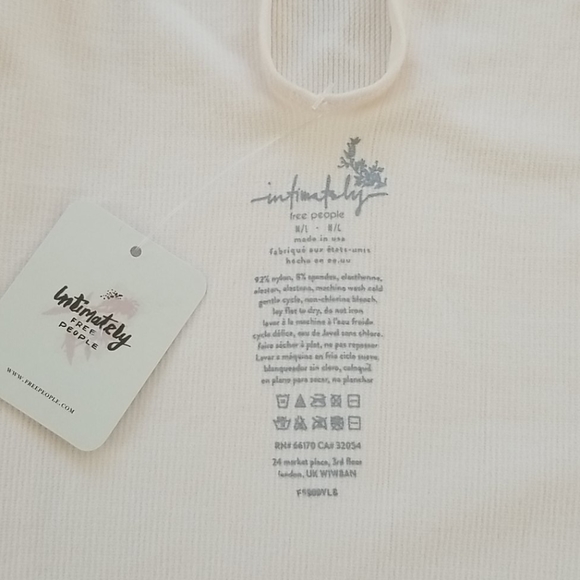 intimately
free people
M/L - M/L
made in usa
fabriqué aux états-unis
hecho en ee.uu
92% nylon, 8% spandex, elasthanne,
elastan, elastano, machine wash cold
gentle cycle, non-chlorine bleach,
lay flat to dry, do not iron
laver à la machine à l'eau froide
cycle délica, eau de javel sans chlore,
faire sécher à plat, ne pas repasser
Lavar a máquina en frío ciclo suave,
blanqueador sin cloro, coloquil
en plano para secar, no planchar
RN# 66170 CA# 32054
24 market place, 3rd floor
london, UK W1W8AN
Intimately
FREE
PEOPLE
WWW.FREEPEOPLE.COM